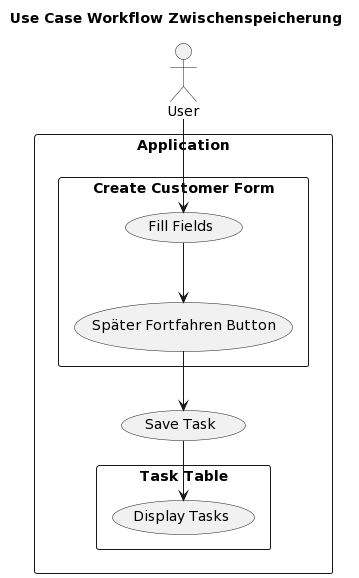 Use Case Workflow Zwischenspeicherung
User
Application
Create Customer Form
Fill Fields
Später Fortfahren Button
Save Task
Task Table
Display Tasks